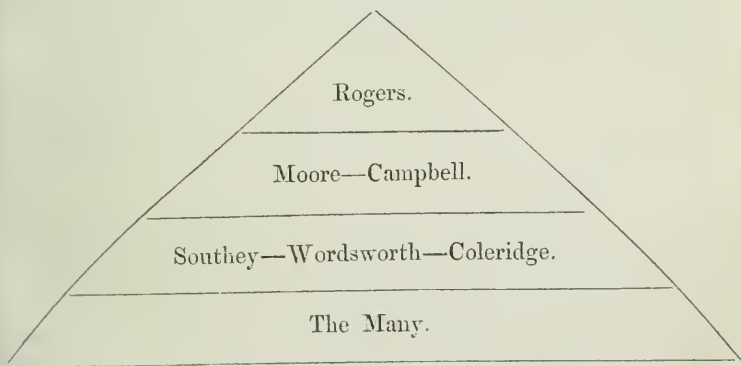 Rogers.
Moore—Campbell.
Southey—Wordsworth—Coleridge.
The Many.